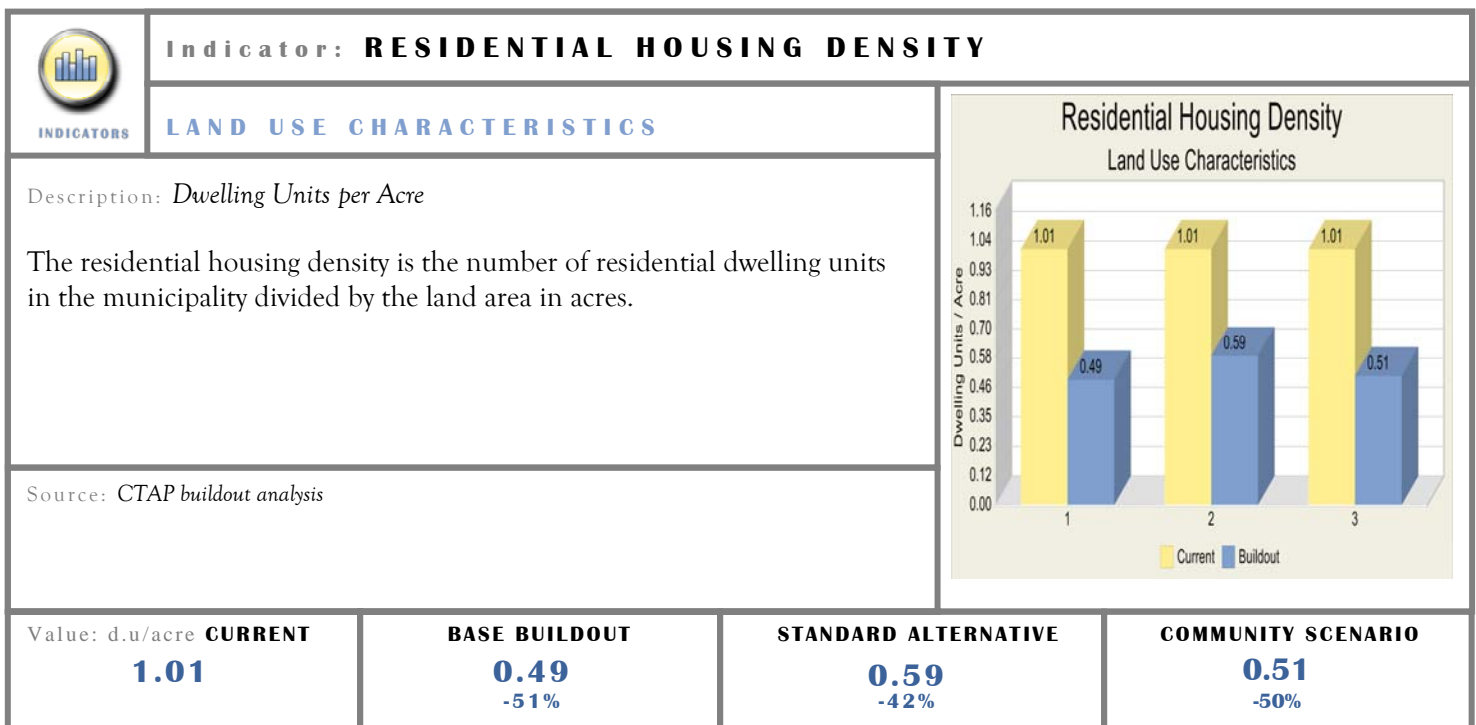 Indicator: RESIDENTIAL HOUSING DENSITY
INDICATORS
LAND USE CHARACTERISTICS
Description: Dwelling Units per Acre
The residential housing density is the number of residential dwelling units
in the municipality divided by the land area in acres.
Source: CTAP buildout analysis
Residential Housing Density
Land Use Characteristics
Dwelling Units / Acre
1.16
1.04
0.93
0.81
0.70
0.58
0.46
0.35
0.23
0.12
0.00
1.01
0.49
1.01
0.59
1.01
0.51
1 2 3
Current Buildout
Value: d.u/acre CURRENT
1.01
BASE BUILDOUT
0.49
-51%
STANDARD ALTERNATIVE
0.59
-42%
COMMUNITY SCENARIO
0.51
-50%